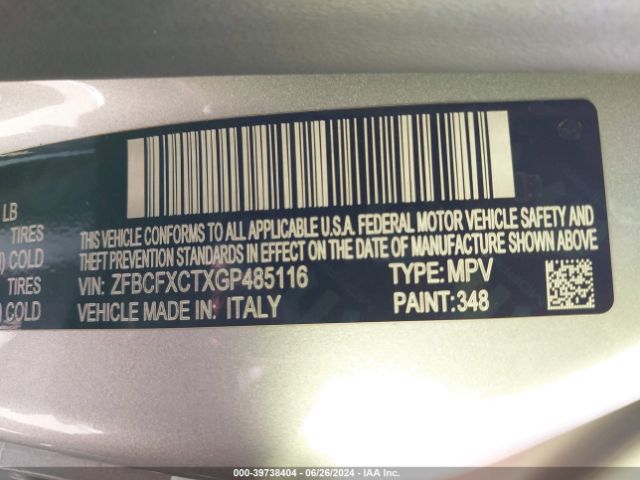 LB
THIS VEHICLE CONFORMS TO ALL APPLICABLE U.S.A. FEDERAL MOTOR VEHICLE SAFETY AND
TIRES
THEFT PREVENTION STANDARDS IN EFFECT ON THE DATE OF MANUFACTURE SHOWN ABOVE.
) COLD
VIN: ZFBCFXCTXGP485116 TYPE: MPV
TIRES
VEHICLE MADE IN: ITALY PAINT:348
) COLD
000-39738404 | 06/26/2024 | IAA Inc.